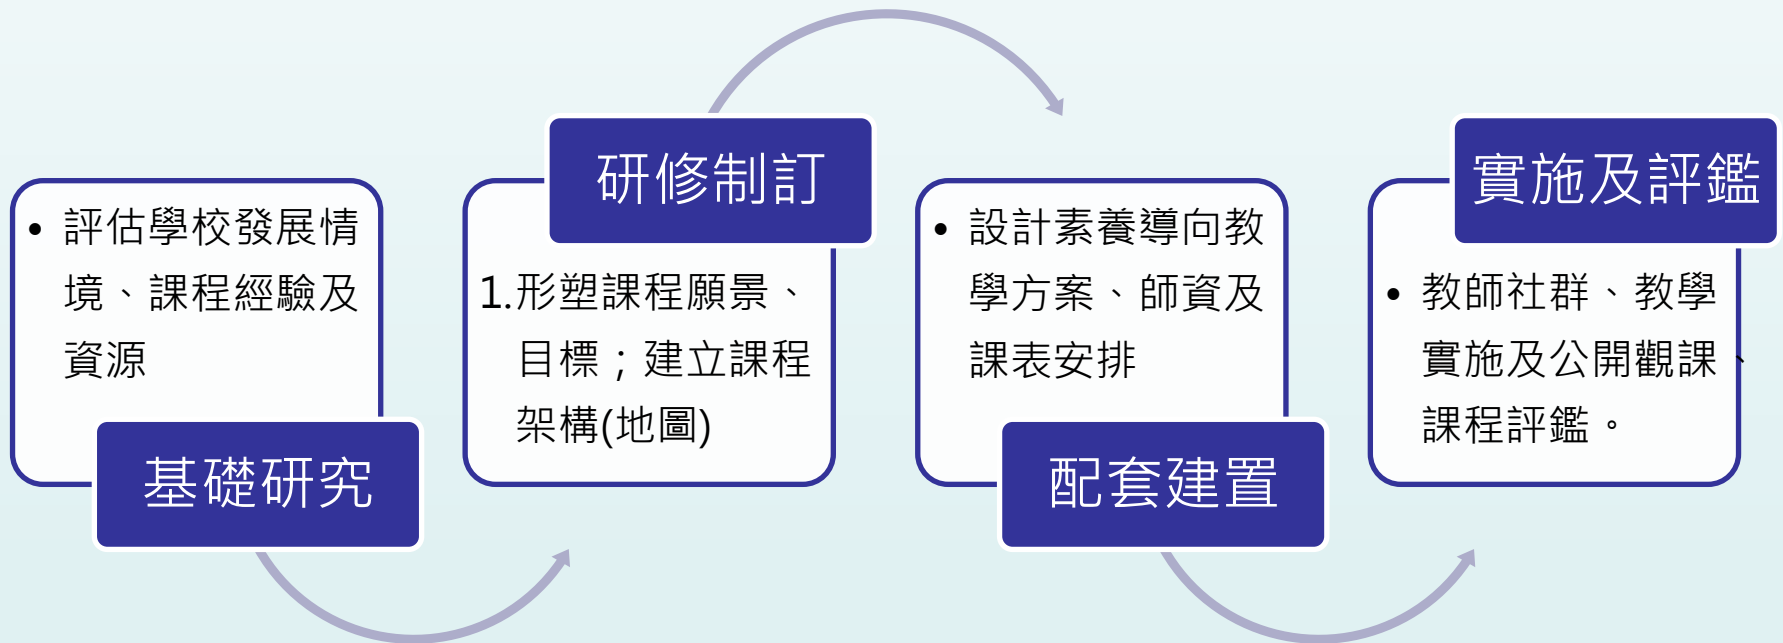 • 評估學校發展情
境、課程經驗及
資源
基礎研究
研修制訂
1.形塑課程願景、
目標；建立課程
架構(地圖)
• 設計素養導向教
學方案、師資及
課表安排
配套建置
實施及評鑑
• 教師社群、教學
實施及公開觀課、
課程評鑑。